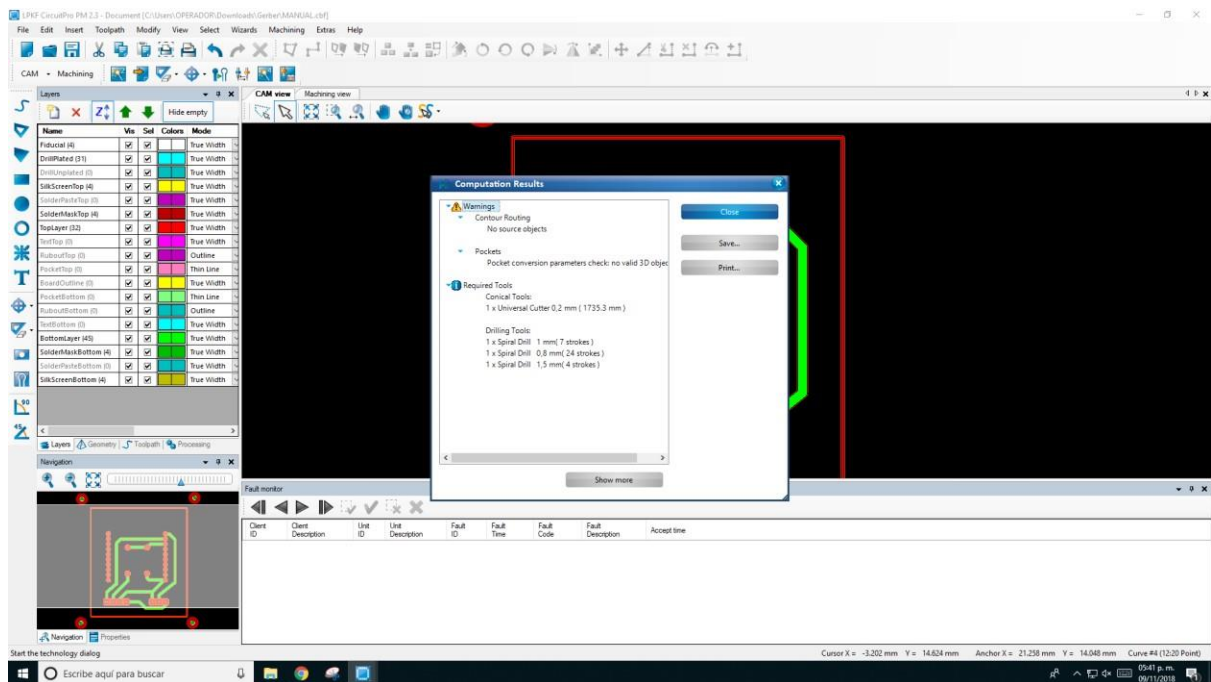 LPKF CircuitPro PM 2.3 - Document [C:\Users\OPERADOR\Downloads\Gerber\MANUAL.cbf]
File Edit Insert Toolpath Modify View Select Wizards Machining Extras Help
CAM - Machining
Layers
CAM view Machining view
Hide empty
Name Vis Sel Colors Mode
Fiducial (4) True Width
DrillPlated (31) True Width
DrillUnplated (0) True Width
SilkScreenTop (4) True Width
SolderPasteTop (0) True Width
SolderMaskTop (4) True Width
TopLayer (32) True Width
TextTop (0) True Width
RuboutTop (0) Outline
PocketTop (0) Thin Line
BoardOutline (0) True Width
PocketBottom (0) Thin Line
RuboutBottom (0) Outline
TextBottom (0) True Width
BottomLayer (45) True Width
SolderMaskBottom (4) True Width
SolderPasteBottom (0) True Width
SilkScreenBottom (4) True Width
T
90
45
Layers Geometry Toolpath Processing
Navigation
Navigation Properties
Computation Results
Warnings
Contour Routing
No source objects
Pockets
Pocket conversion parameters check: no valid 3D objec
Required Tools
Conical Tools:
1 x Universal Cutter 0,2 mm ( 1735.3 mm )
Drilling Tools:
1 x Spiral Drill 1 mm( 7 strokes )
1 x Spiral Drill 0,8 mm( 24 strokes )
1 x Spiral Drill 1,5 mm( 4 strokes )
Close
Save...
Print...
Show more
Fault monitor
Client ID Client Description Unit ID Unit Description Fault ID Fault Time Fault Code Fault Description Accept time
Start the technology dialog
Cursor X = -3.202 mm Y = 14.624 mm Anchor X = 21.258 mm Y = 14.048 mm Curve #4 (12:20 Point)
Escribe aquí para buscar
05:41 p. m.
09/11/2018